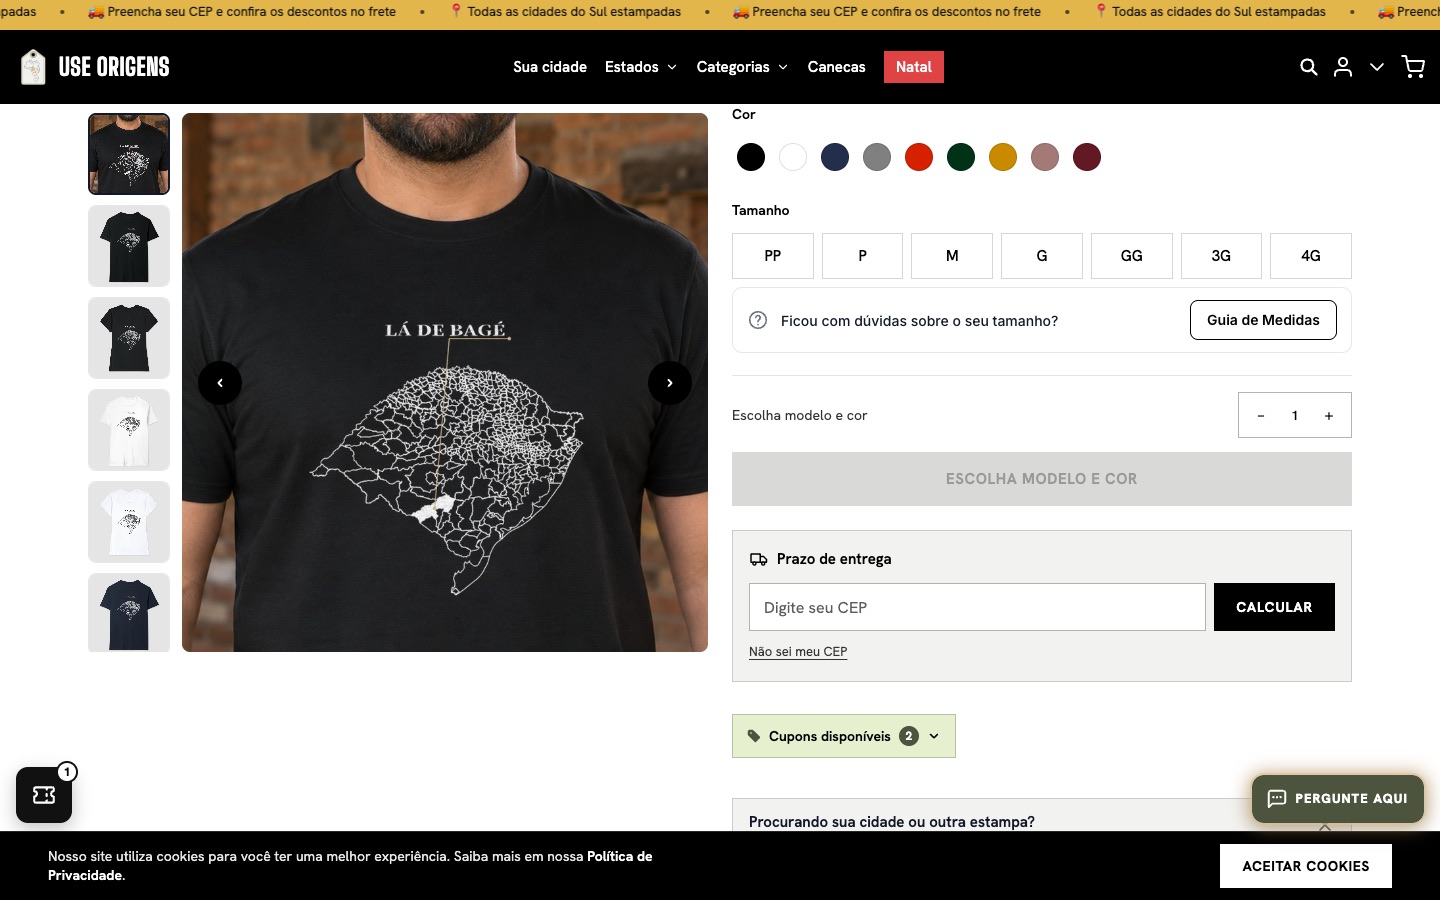 padas • 🚚 Preencha seu CEP e confira os descontos no frete • 📍 Todas as cidades do Sul estampadas • 🚚 Preencha seu CEP e confira os descontos no frete • 📍 Todas as cidades do Sul estampadas • 🚚 Preench
USE ORIGENS
Sua cidade Estados Categorias Canecas Natal
LÁ DE BAGÉ
Cor
Tamanho
PP P M G GG 3G 4G
Ficou com dúvidas sobre o seu tamanho? Guia de Medidas
Escolha modelo e cor − 1 +
ESCOLHA MODELO E COR
Prazo de entrega
Digite seu CEP CALCULAR
Não sei meu CEP
Cupons disponíveis 2
1
PERGUNTE AQUI
Procurando sua cidade ou outra estampa?
Nosso site utiliza cookies para você ter uma melhor experiência. Saiba mais em nossa Política de
Privacidade.
ACEITAR COOKIES